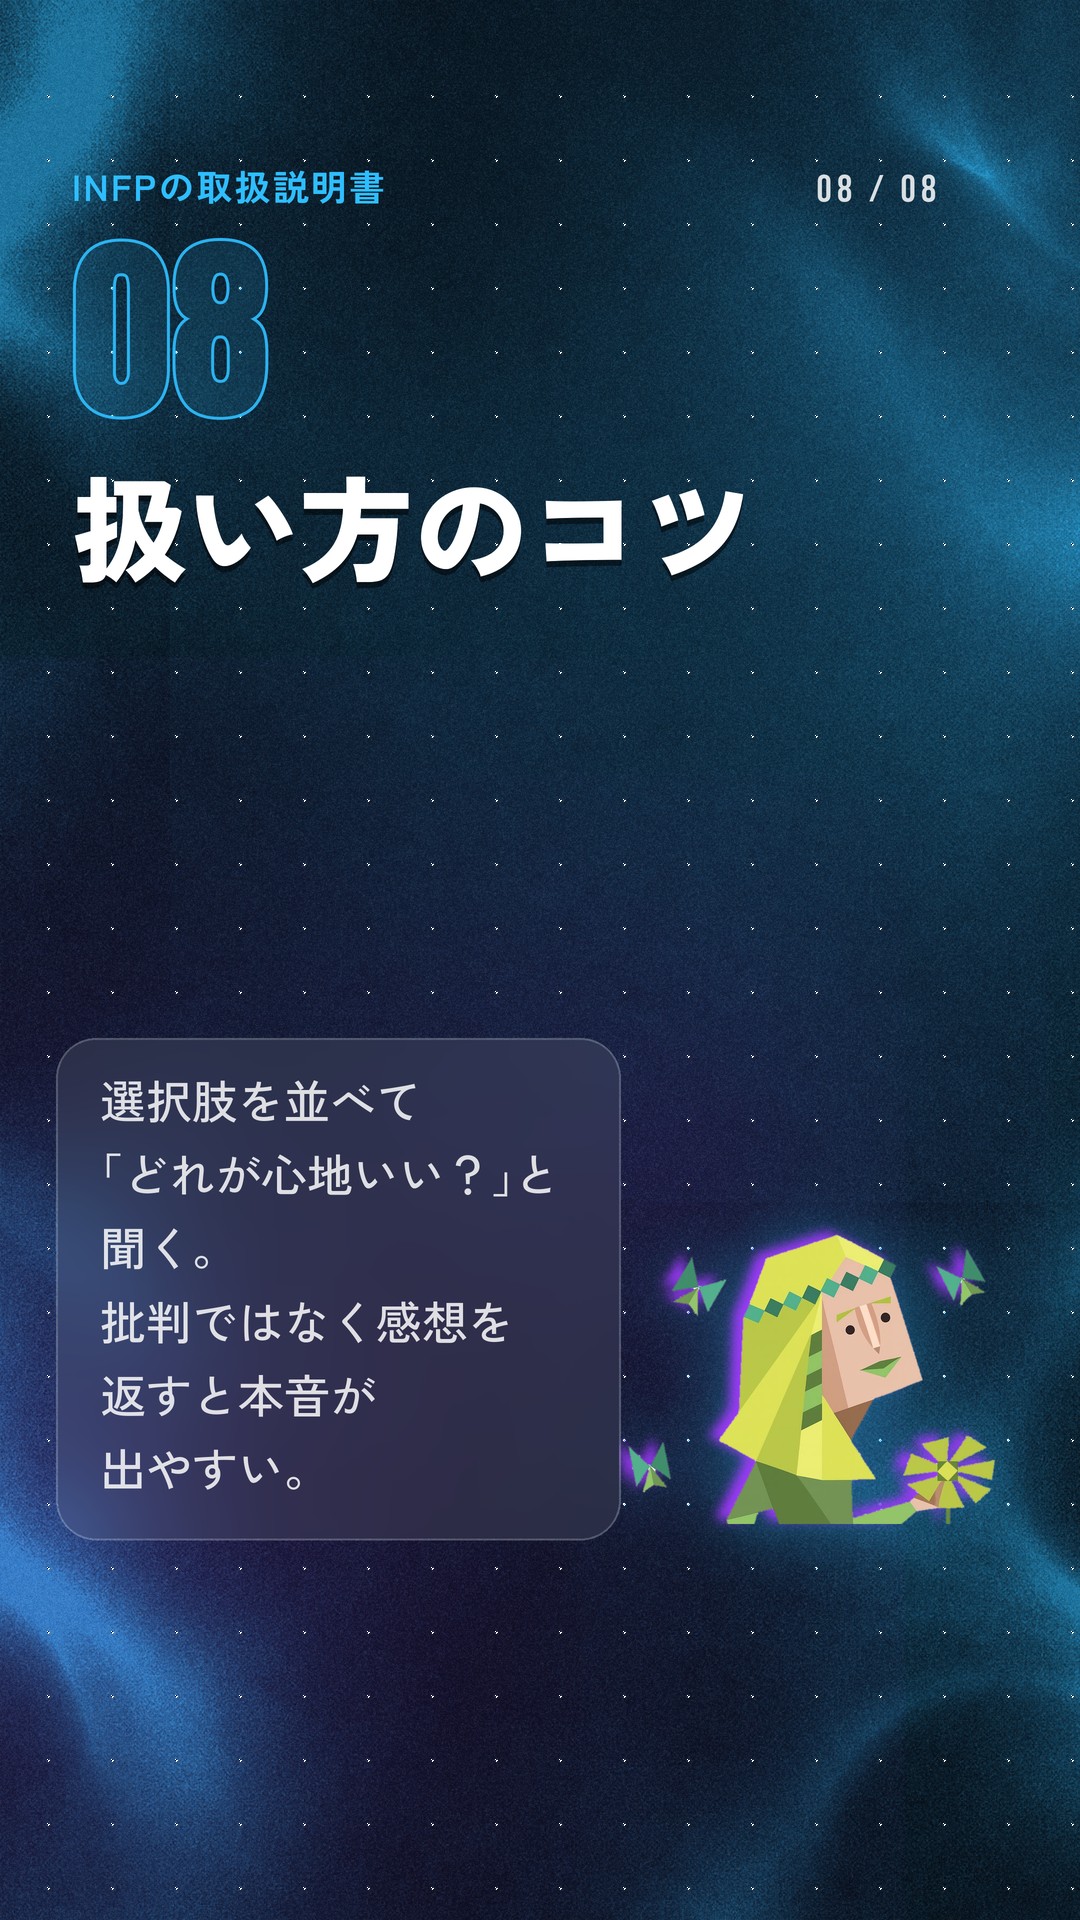 INFPの取扱説明書
08 / 08
08
扱い方のコツ
選択肢を並べて
「どれが心地いい？」と
聞く。
批判ではなく感想を
返すと本音が
出やすい。